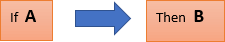 If A
Then B